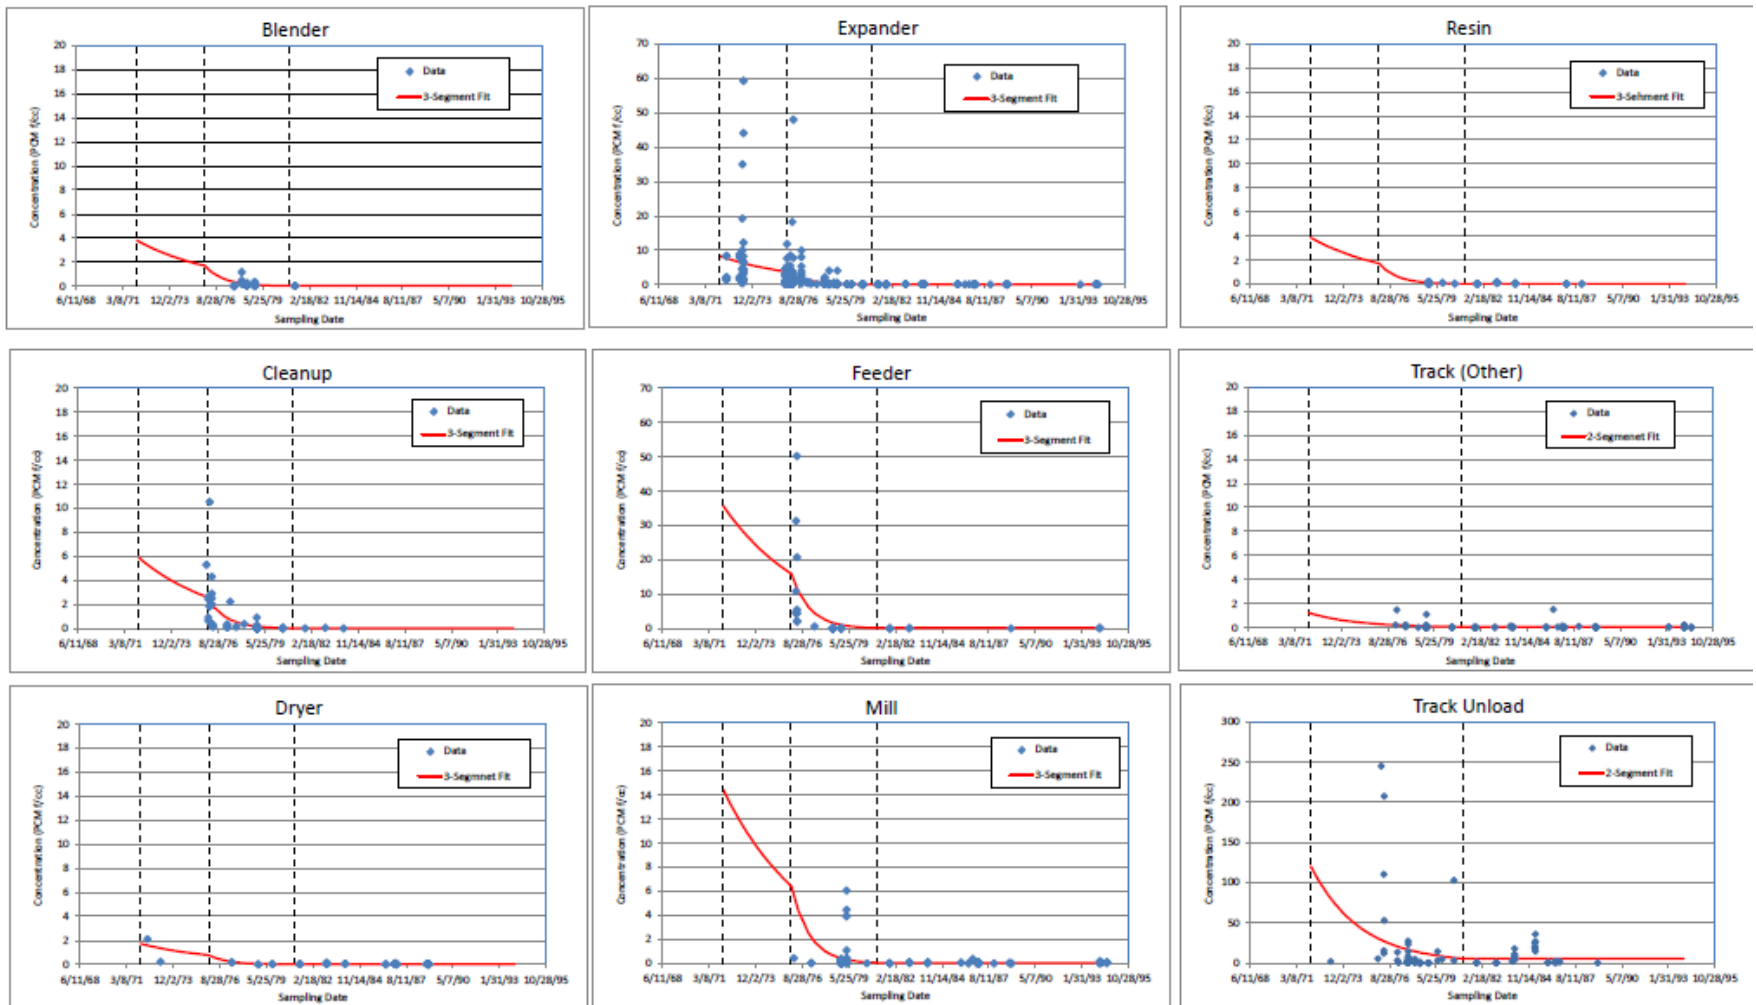 Blender
Concentration (PCM f/cc)
20
18
16
14
12
10
8
6
4
2
0
Data
3-Segment Fit
6/11/68 3/8/71 12/2/73 8/28/76 5/25/79 2/18/82 11/14/84 8/11/87 5/7/90 1/31/93 10/28/95
Sampling Date
Expander
Concentration (PCM f/cc)
70
60
50
40
30
20
10
0
Data
3-Segment Fit
6/11/68 3/8/71 12/2/73 8/28/76 5/25/79 2/18/82 11/14/84 8/11/87 5/7/90 1/31/93 10/28/95
Sampling Date
Resin
Concentration (PCM f/cc)
20
18
16
14
12
10
8
6
4
2
0
Data
3-Sehment Fit
6/11/68 3/8/71 12/2/73 8/28/76 5/25/79 2/18/82 11/14/84 8/11/87 5/7/90 1/31/93 10/28/95
Sampling Date
Cleanup
Concentration (PCM f/cc)
20
18
16
14
12
10
8
6
4
2
0
Data
3-Segment Fit
6/11/68 3/8/71 12/2/73 8/28/76 5/25/79 2/18/82 11/14/84 8/11/87 5/7/90 1/31/93 10/28/95
Sampling Date
Feeder
Concentration (PCM f/cc)
70
60
50
40
30
20
10
0
Data
3-Segment Fit
6/11/68 3/8/71 12/2/73 8/28/76 5/25/79 2/18/82 11/14/84 8/11/87 5/7/90 1/31/93 10/28/95
Sampling Date
Track (Other)
Concentration (PCM f/cc)
20
18
16
14
12
10
8
6
4
2
0
Data
2-Segmenet Fit
6/11/68 3/8/71 12/2/73 8/28/76 5/25/79 2/18/82 11/14/84 8/11/87 5/7/90 1/31/93 10/28/95
Sampling Date
Dryer
Concentration (PCM f/cc)
20
18
16
14
12
10
8
6
4
2
0
Data
3-Segmnet Fit
6/11/68 3/8/71 12/2/73 8/28/76 5/25/79 2/18/82 11/14/84 8/11/87 5/7/90 1/31/93 10/28/95
Sampling Date
Mill
Concentration (PCM f/cc)
20
18
16
14
12
10
8
6
4
2
0
Data
3-Segment Fit
6/11/68 3/8/71 12/2/73 8/28/76 5/25/79 2/18/82 11/14/84 8/11/87 5/7/90 1/31/93 10/28/95
Sampling Date
Track Unload
Concentration (PCM f/cc)
300
250
200
150
100
50
0
Data
2-Segment Fit
6/11/68 3/8/71 12/2/73 8/28/76 5/25/79 2/18/82 11/14/84 8/11/87 5/7/90 1/31/93 10/28/95
Sampling Date